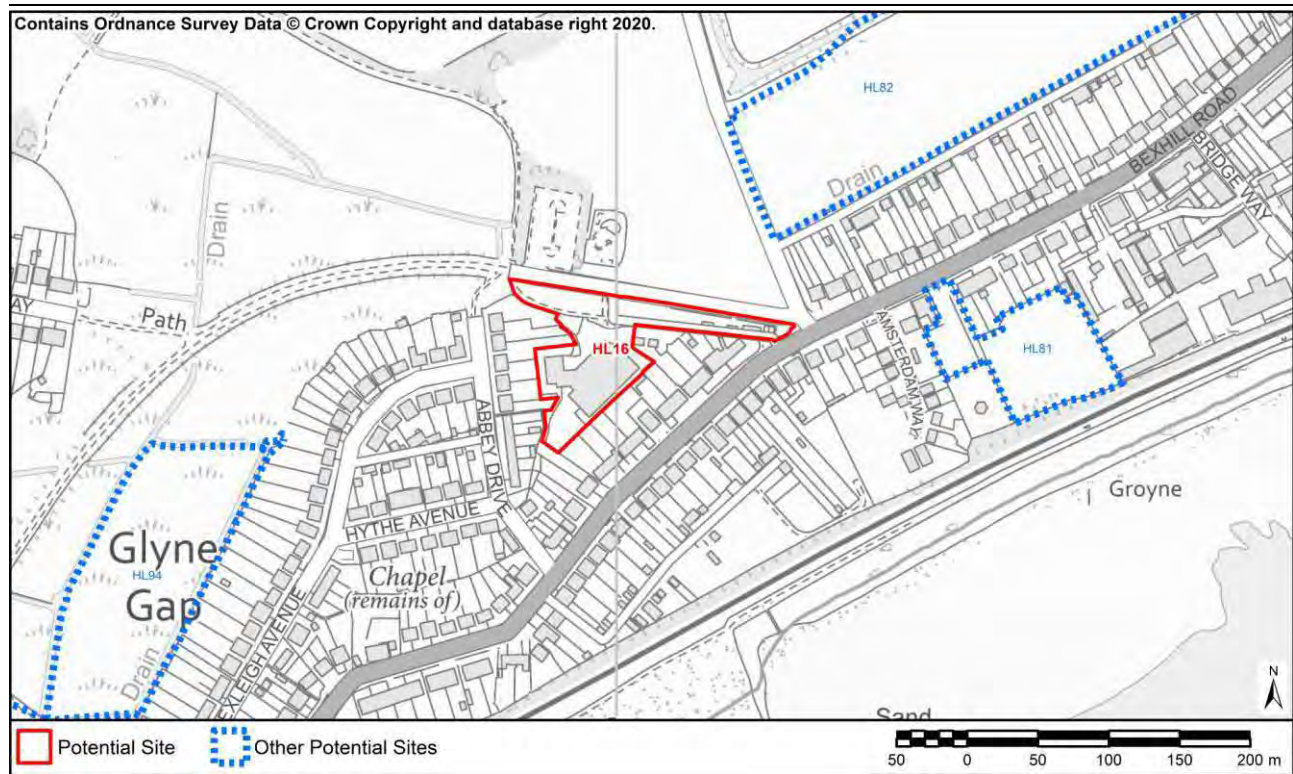 Contains Ordnance Survey Data © Crown Copyright and database right 2020.
HL82
BEXHILL ROAD
BRIDGE WAY
Drain
Drain
Path
HL16
AMSTERDAM WAY
HL81
ABBEY DRIVE
Groyne
HYTHE AVENUE
Glyne
HL94
Gap
Chapel
(remains of)
EXLEIGH AVENUE
Drain
Sand
N
Potential Site
Other Potential Sites
50 0 50 100 150 200 m